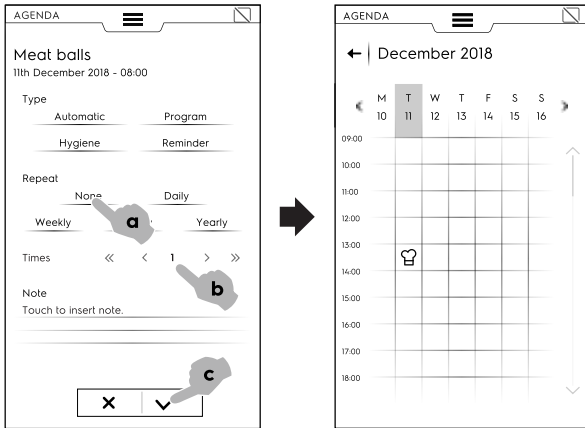 AGENDA
Meat balls
11th December 2018 - 08:00
Type
Automatic Program
Hygiene Reminder
Repeat
None Daily
a
Weekly Yearly
Times « < 1 > »
b
Note
Touch to insert note.
c
AGENDA
December 2018
M T W T F S S
10 11 12 13 14 15 16
09:00
10:00
11:00
12:00
13:00
14:00
15:00
16:00
17:00
18:00